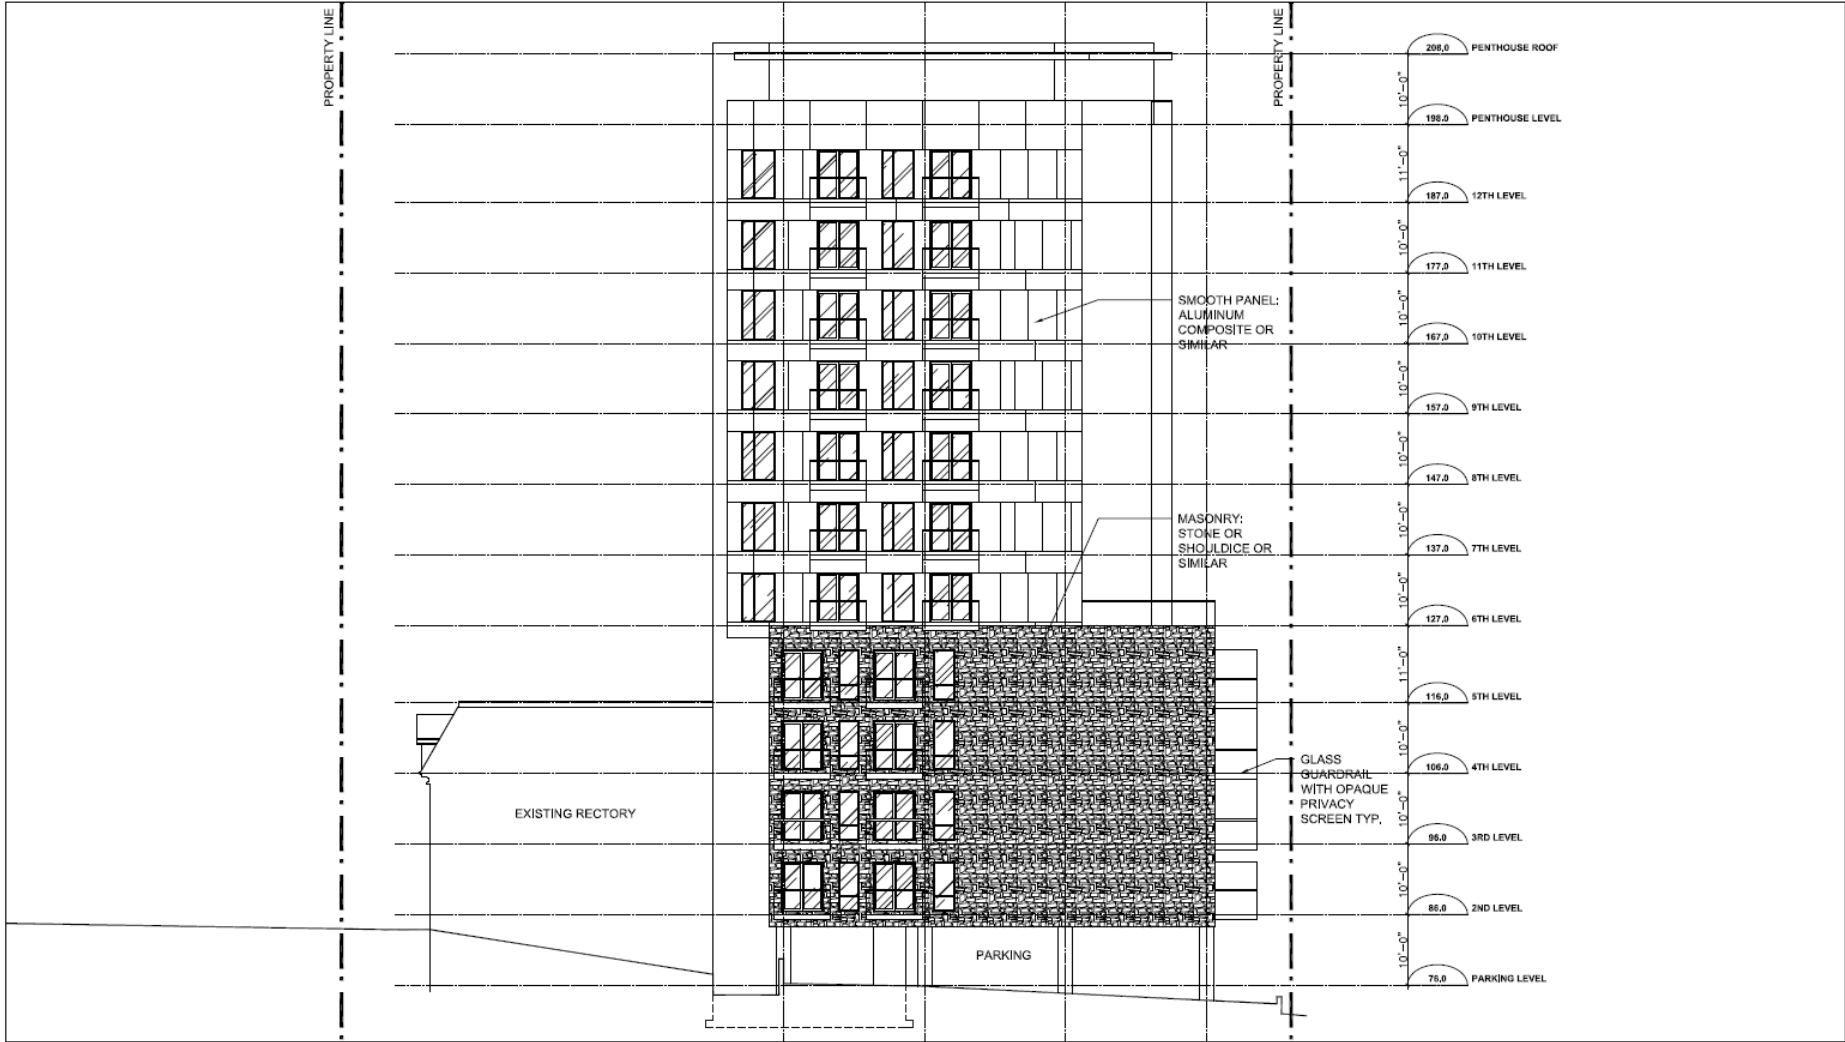 PROPERTY LINE
PROPERTY LINE
208.0 PENTHOUSE ROOF
10'-0"
198.0 PENTHOUSE LEVEL
11'-0"
187.0 12TH LEVEL
10'-0"
177.0 11TH LEVEL
10'-0"
167.0 10TH LEVEL
10'-0"
157.0 9TH LEVEL
10'-0"
147.0 8TH LEVEL
10'-0"
137.0 7TH LEVEL
10'-0"
127.0 6TH LEVEL
11'-0"
116.0 5TH LEVEL
10'-0"
106.0 4TH LEVEL
10'-0"
96.0 3RD LEVEL
10'-0"
86.0 2ND LEVEL
10'-0"
76.0 PARKING LEVEL
SMOOTH PANEL:
ALUMINUM
COMPOSITE OR
SIMILAR
MASONRY:
STONE OR
SHOULDICE OR
SIMILAR
GLASS
GUARDRAIL
WITH OPAQUE
PRIVACY
SCREEN TYP.
EXISTING RECTORY
PARKING